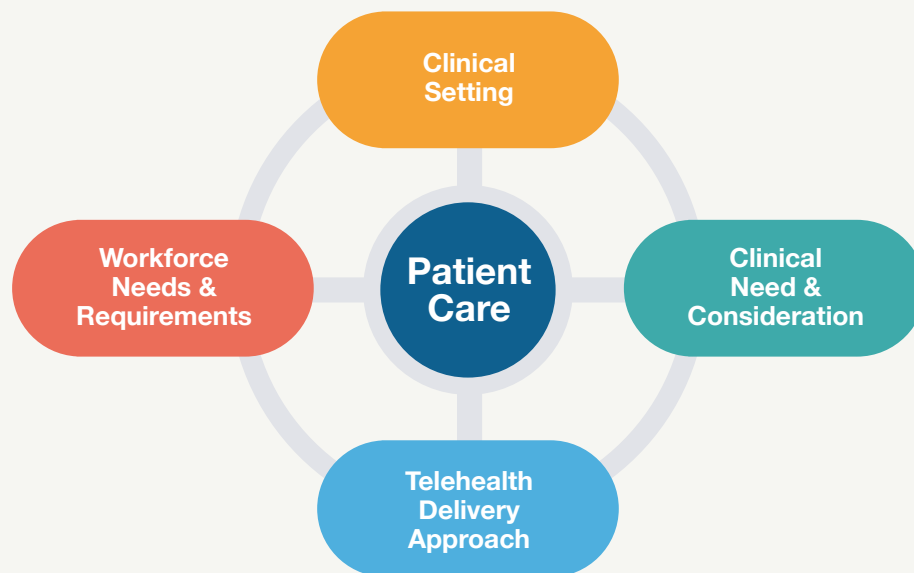 Clinical
Setting
Workforce
Needs &
Requirements
Patient
Care
Clinical
Need &
Consideration
Telehealth
Delivery
Approach